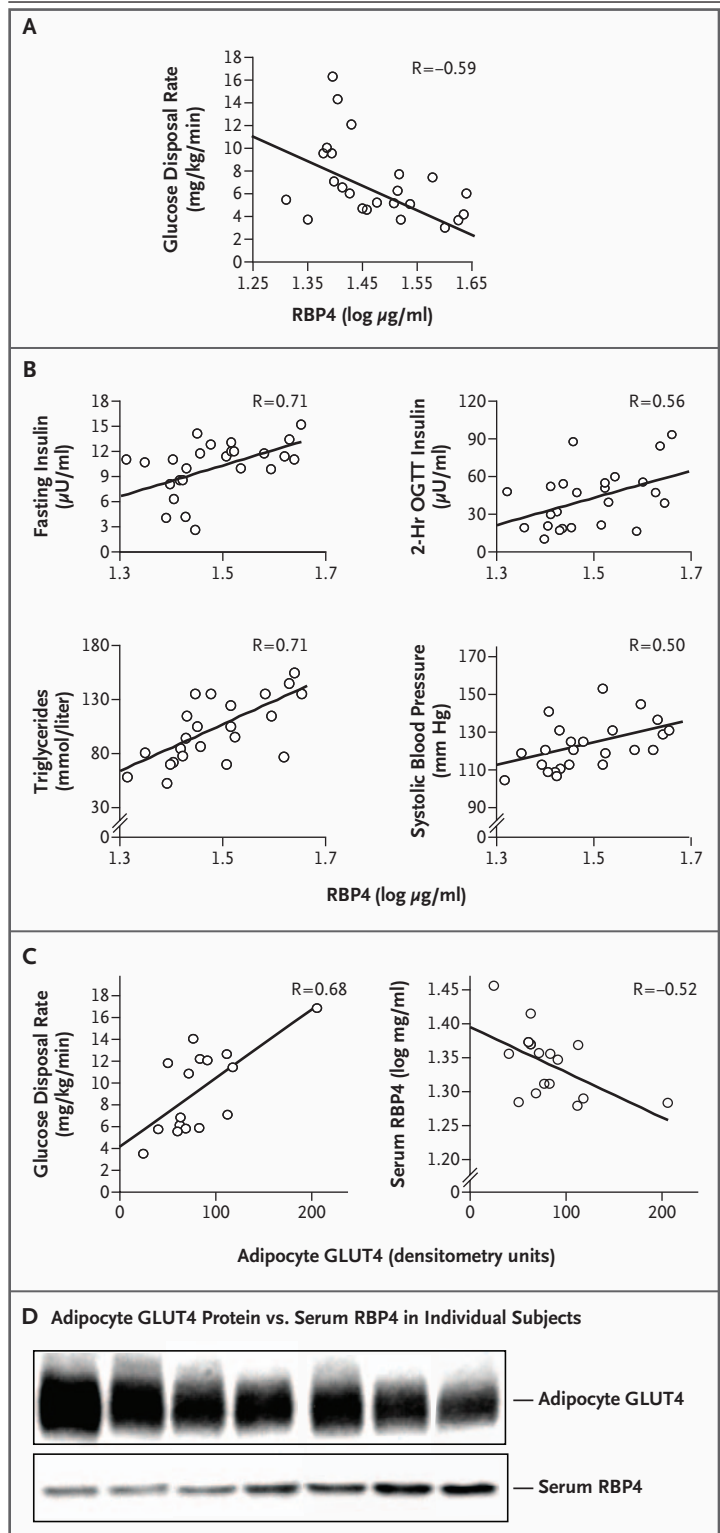 A
R=–0.59
Glucose Disposal Rate
(mg/kg/min)
18
16
14
12
10
8
6
4
2
0
1.25
1.35
1.45
1.55
1.65
RBP4 (log µg/ml)
B
R=0.71
Fasting Insulin
(µU/ml)
18
15
12
9
6
3
0
1.3
1.5
1.7
R=0.56
2-Hr OGTT Insulin
(µU/ml)
120
90
60
30
0
1.3
1.5
1.7
R=0.71
Triglycerides
(mmol/liter)
180
130
80
30
0
1.3
1.5
1.7
R=0.50
Systolic Blood Pressure
(mm Hg)
170
150
130
110
90
0
1.3
1.5
1.7
RBP4 (log µg/ml)
C
R=0.68
Glucose Disposal Rate
(mg/kg/min)
18
16
14
12
10
8
6
4
2
0
0
100
200
R=–0.52
Serum RBP4 (log mg/ml)
1.45
1.40
1.35
1.30
1.25
1.20
0
0
100
200
Adipocyte GLUT4 (densitometry units)
D Adipocyte GLUT4 Protein vs. Serum RBP4 in Individual Subjects
Adipocyte GLUT4
Serum RBP4